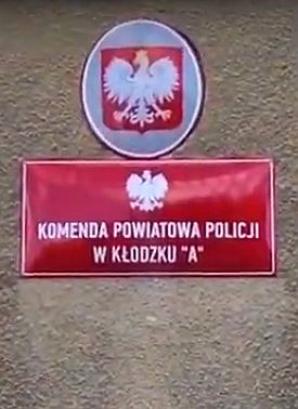 KOMENDA POWIATOWA POLICJI
W KŁODZKU "A"